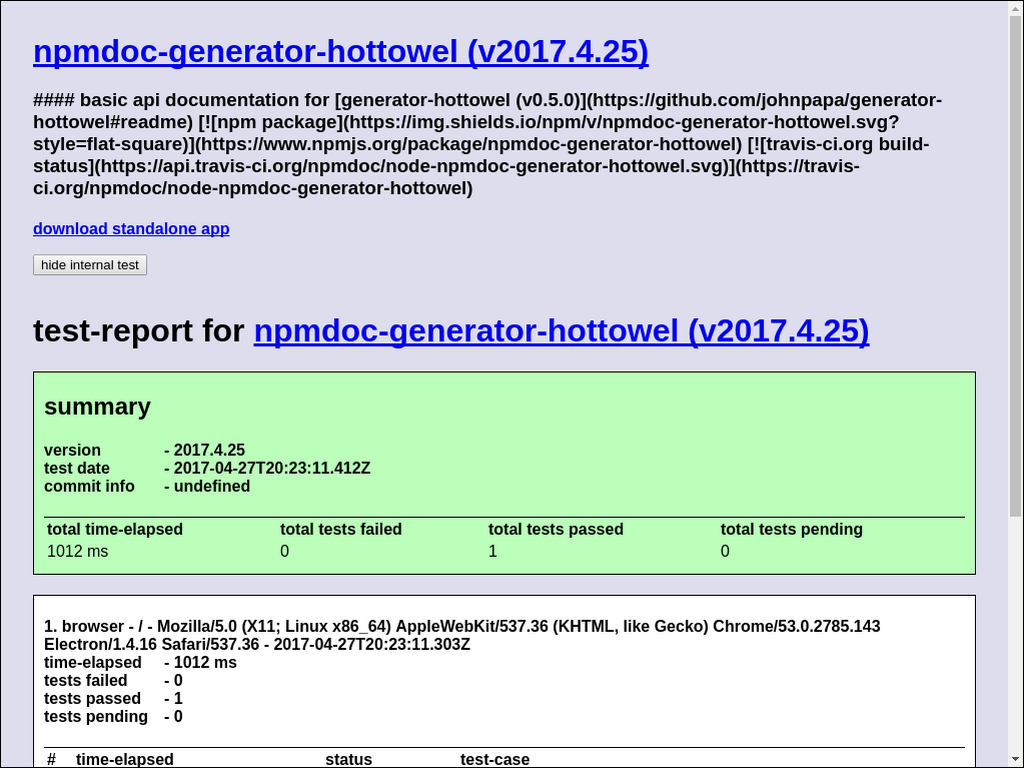 npmdoc-generator-hottowel (v2017.4.25)
#### basic api documentation for [generator-hottowel (v0.5.0)](https://github.com/johnpapa/generator-
hottowel#readme) [![npm package](https://img.shields.io/npm/v/npmdoc-generator-hottowel.svg?
style=flat-square)](https://www.npmjs.org/package/npmdoc-generator-hottowel) [![travis-ci.org build-
status](https://api.travis-ci.org/npmdoc/node-npmdoc-generator-hottowel.svg)](https://travis-
ci.org/npmdoc/node-npmdoc-generator-hottowel)
download standalone app
hide internal test
test-report for npmdoc-generator-hottowel (v2017.4.25)
summary
version - 2017.4.25
test date - 2017-04-27T20:23:11.412Z
commit info - undefined
total time-elapsed total tests failed total tests passed total tests pending
1012 ms 0 1 0
1. browser - / - Mozilla/5.0 (X11; Linux x86_64) AppleWebKit/537.36 (KHTML, like Gecko) Chrome/53.0.2785.143
Electron/1.4.16 Safari/537.36 - 2017-04-27T20:23:11.303Z
time-elapsed - 1012 ms
tests failed - 0
tests passed - 1
tests pending - 0
# time-elapsed status test-case